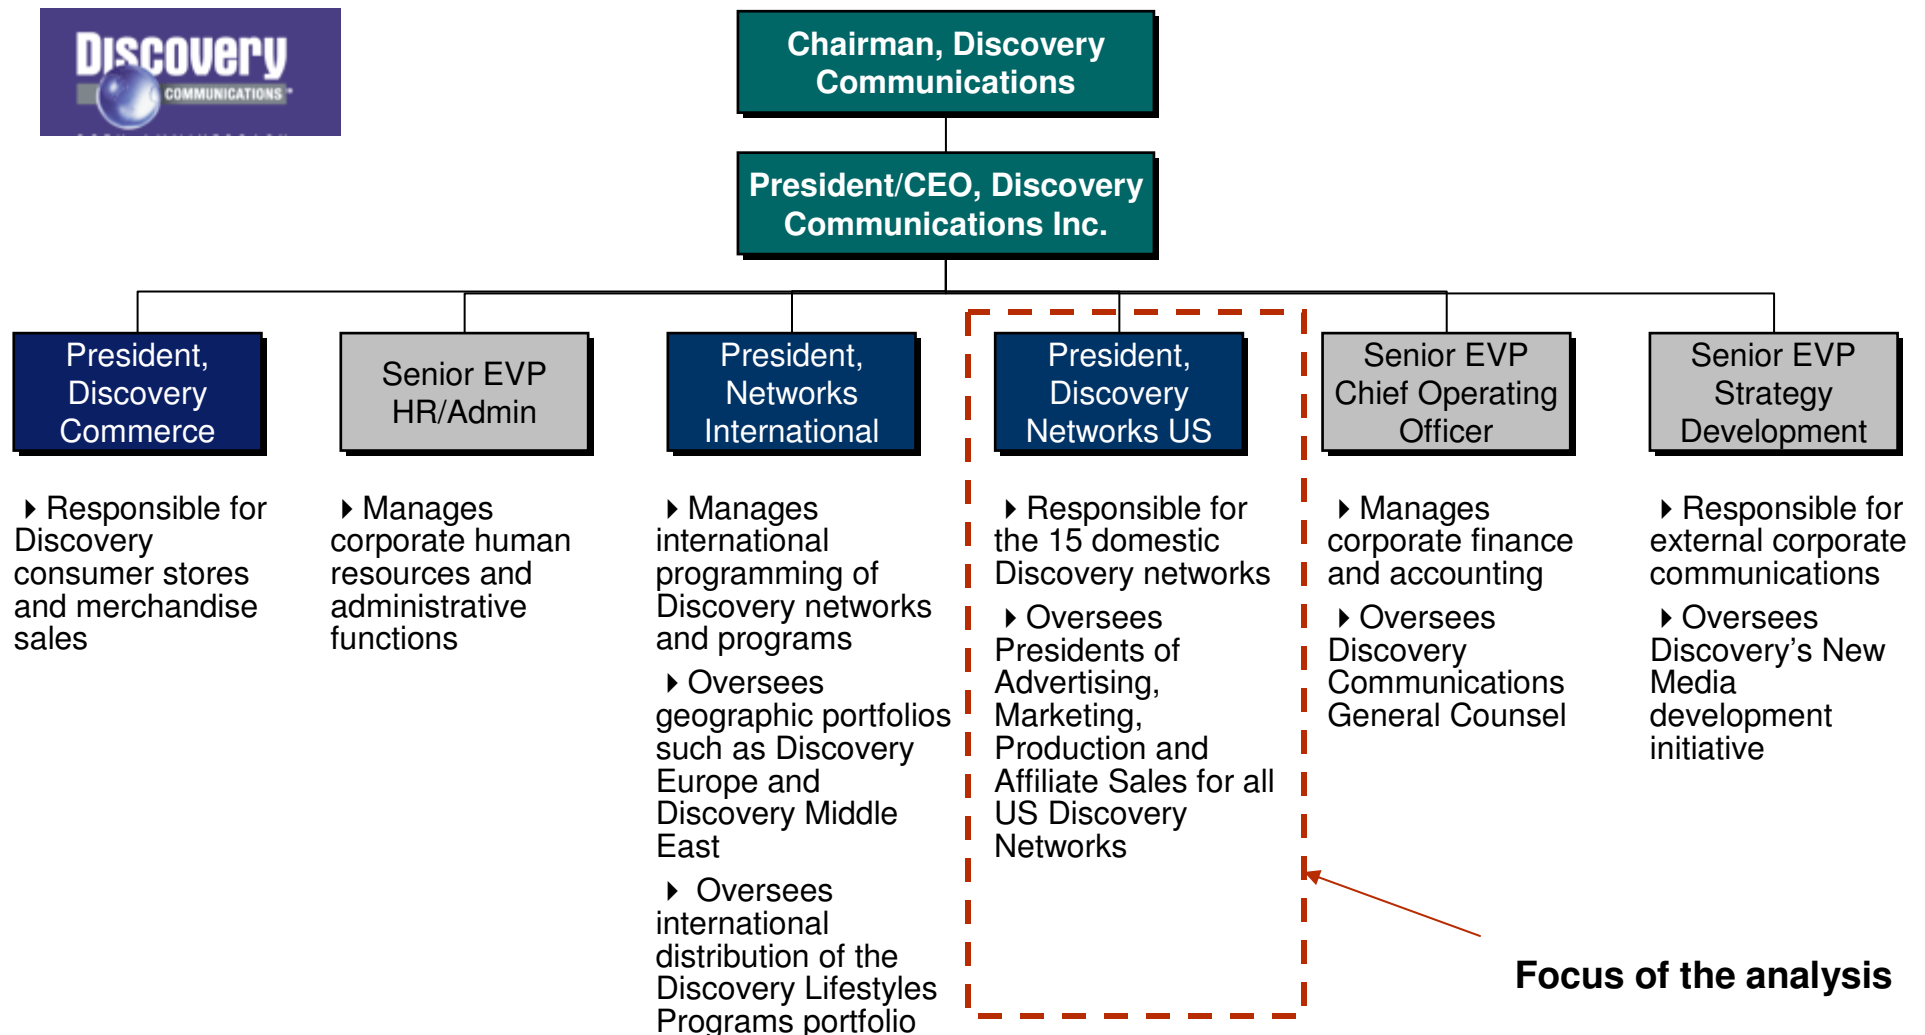 Discovery
COMMUNICATIONS
Chairman, Discovery
Communications
President/CEO, Discovery
Communications Inc.
President,
Discovery
Commerce
Senior EVP
HR/Admin
President,
Networks
International
President,
Discovery
Networks US
Senior EVP
Chief Operating
Officer
Senior EVP
Strategy
Development
Responsible for
Discovery
consumer stores
and merchandise
sales
Manages
corporate human
resources and
administrative
functions
Manages
international
programming of
Discovery networks
and programs
Oversees
geographic portfolios
such as Discovery
Europe and
Discovery Middle
East
Oversees
international
distribution of the
Discovery Lifestyles
Programs portfolio
Responsible for
the 15 domestic
Discovery networks
Oversees
Presidents of
Advertising,
Marketing,
Production and
Affiliate Sales for all
US Discovery
Networks
Manages
corporate finance
and accounting
Oversees
Discovery
Communications
General Counsel
Responsible for
external corporate
communications
Oversees
Discovery’s New
Media
development
initiative
Focus of the analysis